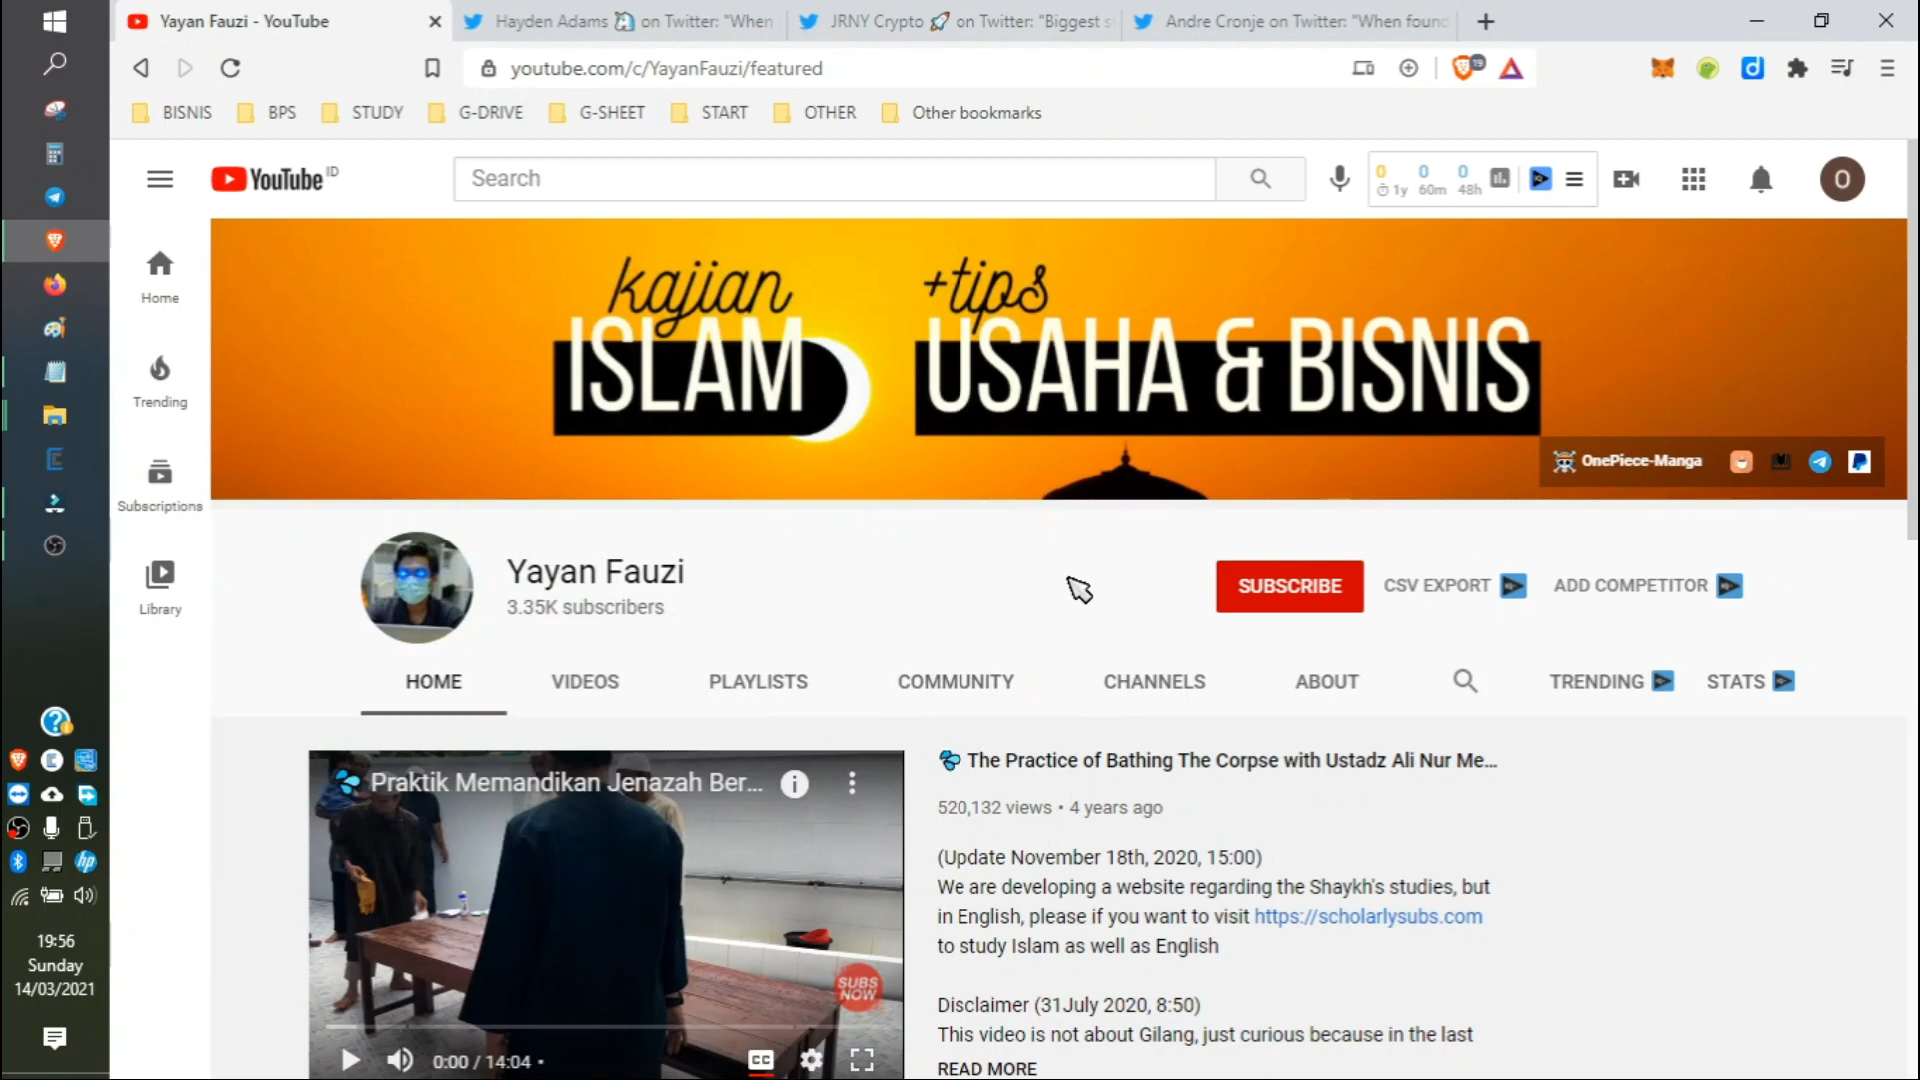 Yayan Fauzi - YouTube
Hayden Adams on Twitter: "When
JRNY Crypto on Twitter: "Biggest s
Andre Cronje on Twitter: "When found
youtube.com/c/YayanFauzi/featured
19
BISNIS
BPS
STUDY
G-DRIVE
G-SHEET
START
OTHER
Other bookmarks
YouTube ID
Search
0 0 0
1y 60m 48h
O
Home
Trending
Subscriptions
Library
kajian
ISLAM
+tips
USAHA & BISNIS
OnePiece-Manga
Yayan Fauzi
3.35K subscribers
SUBSCRIBE
CSV EXPORT
ADD COMPETITOR
HOME
VIDEOS
PLAYLISTS
COMMUNITY
CHANNELS
ABOUT
TRENDING
STATS
Praktik Memandikan Jenazah Ber...
SUBS
NOW
0:00 / 14:04 •
CC
The Practice of Bathing The Corpse with Ustadz Ali Nur Me...
520,132 views • 4 years ago
(Update November 18th, 2020, 15:00)
We are developing a website regarding the Shaykh's studies, but
in English, please if you want to visit https://scholarlysubs.com
to study Islam as well as English
Disclaimer (31July 2020, 8:50)
This video is not about Gilang, just curious because in the last
READ MORE
hp
19:56
Sunday
14/03/2021